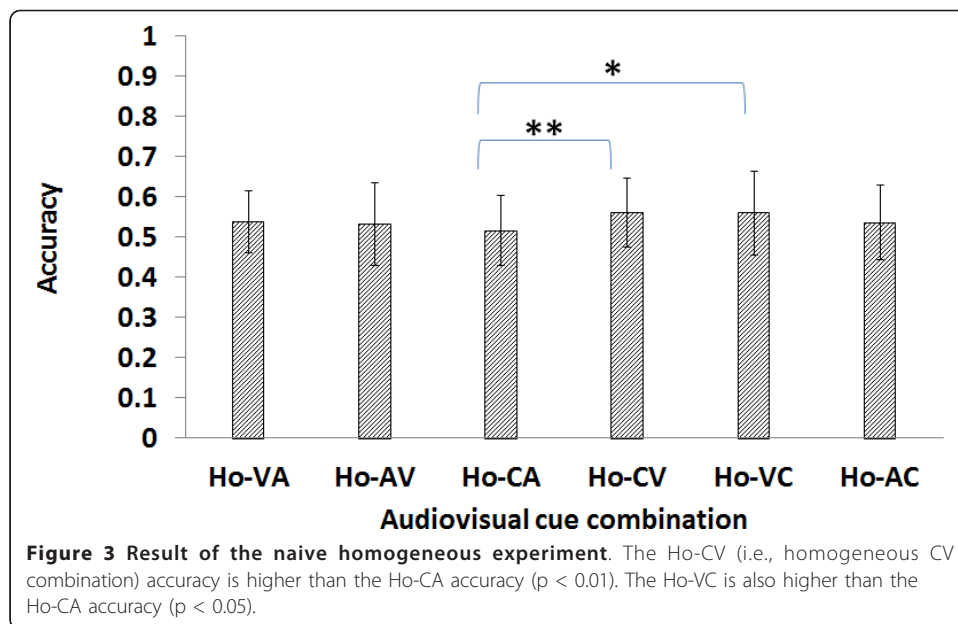 1
0.9
*
0.8
**
0.7
0.6
0.5
0.4
0.3
0.2
0.1
0
Accuracy
Ho-VA Ho-AV Ho-CA Ho-CV Ho-VC Ho-AC
Audiovisual cue combination
Figure 3 Result of the naive homogeneous experiment. The Ho-CV (i.e., homogeneous CV
combination) accuracy is higher than the Ho-CA accuracy (p < 0.01). The Ho-VC is also higher than the
Ho-CA accuracy (p < 0.05).